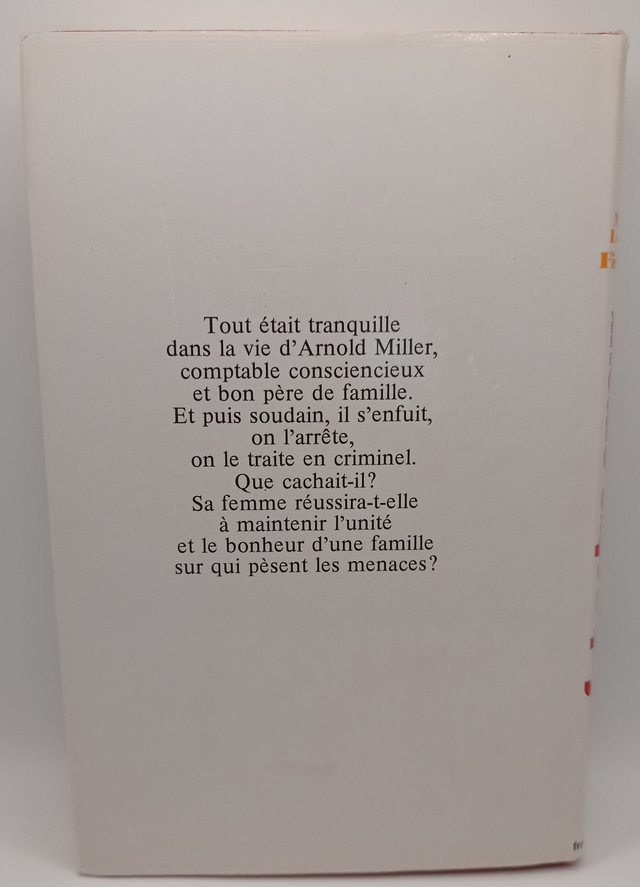 Tout était tranquille
dans la vie d'Arnold Miller,
comptable consciencieux
et bon père de famille.
Et puis soudain, il s'enfuit,
on l'arrête,
on le traite en criminel.
Que cachait-il?
Sa femme réussira-t-elle
à maintenir l'unité
et le bonheur d'une famille
sur qui pèsent les menaces?